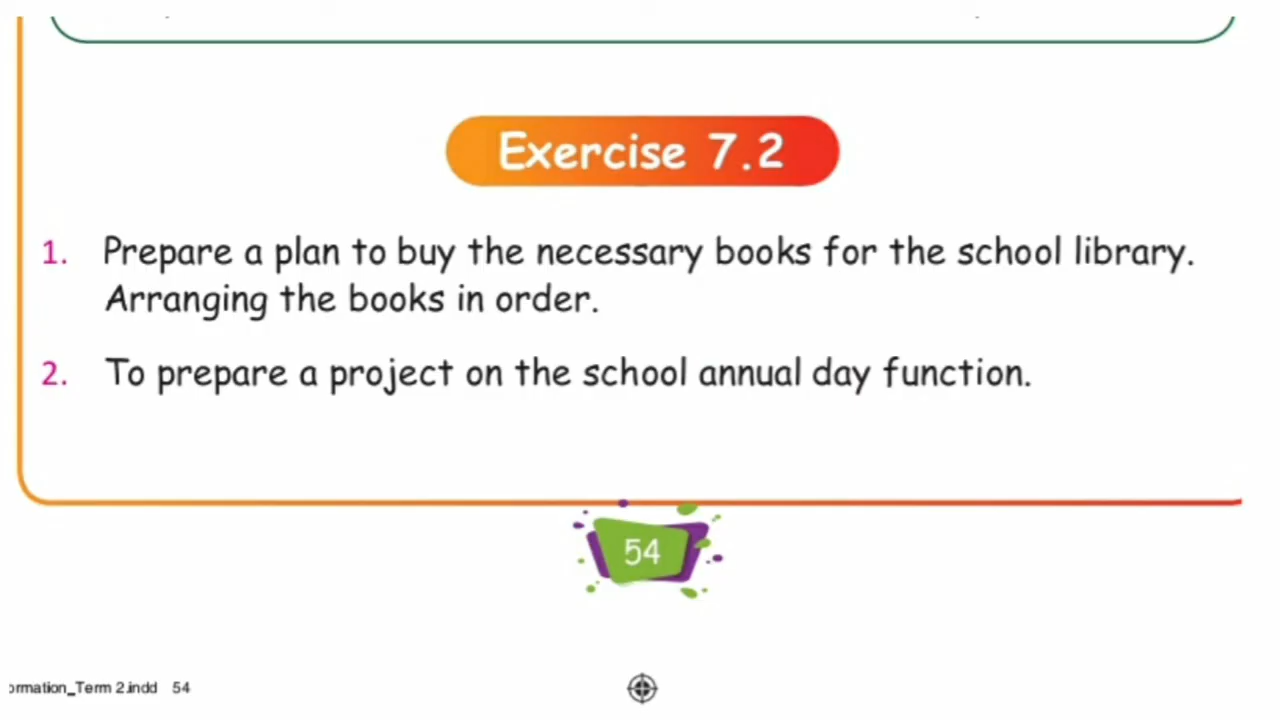 Exercise 7.2
1. Prepare a plan to buy the necessary books for the school library.
Arranging the books in order.
2. To prepare a project on the school annual day function.
54
ormation_Term 2.indd 54